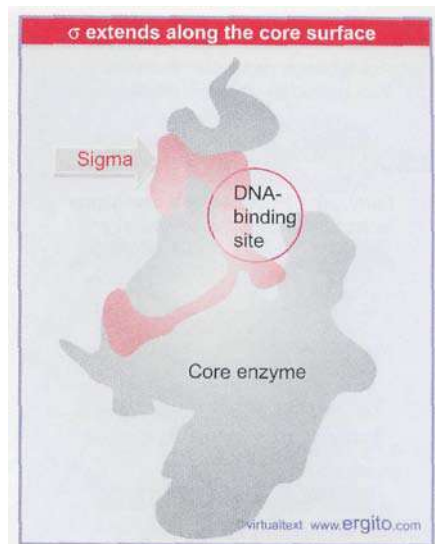 σ extends along the core surface
Sigma
DNA-
binding
site
Core enzyme
virtualtext www.ergito.com